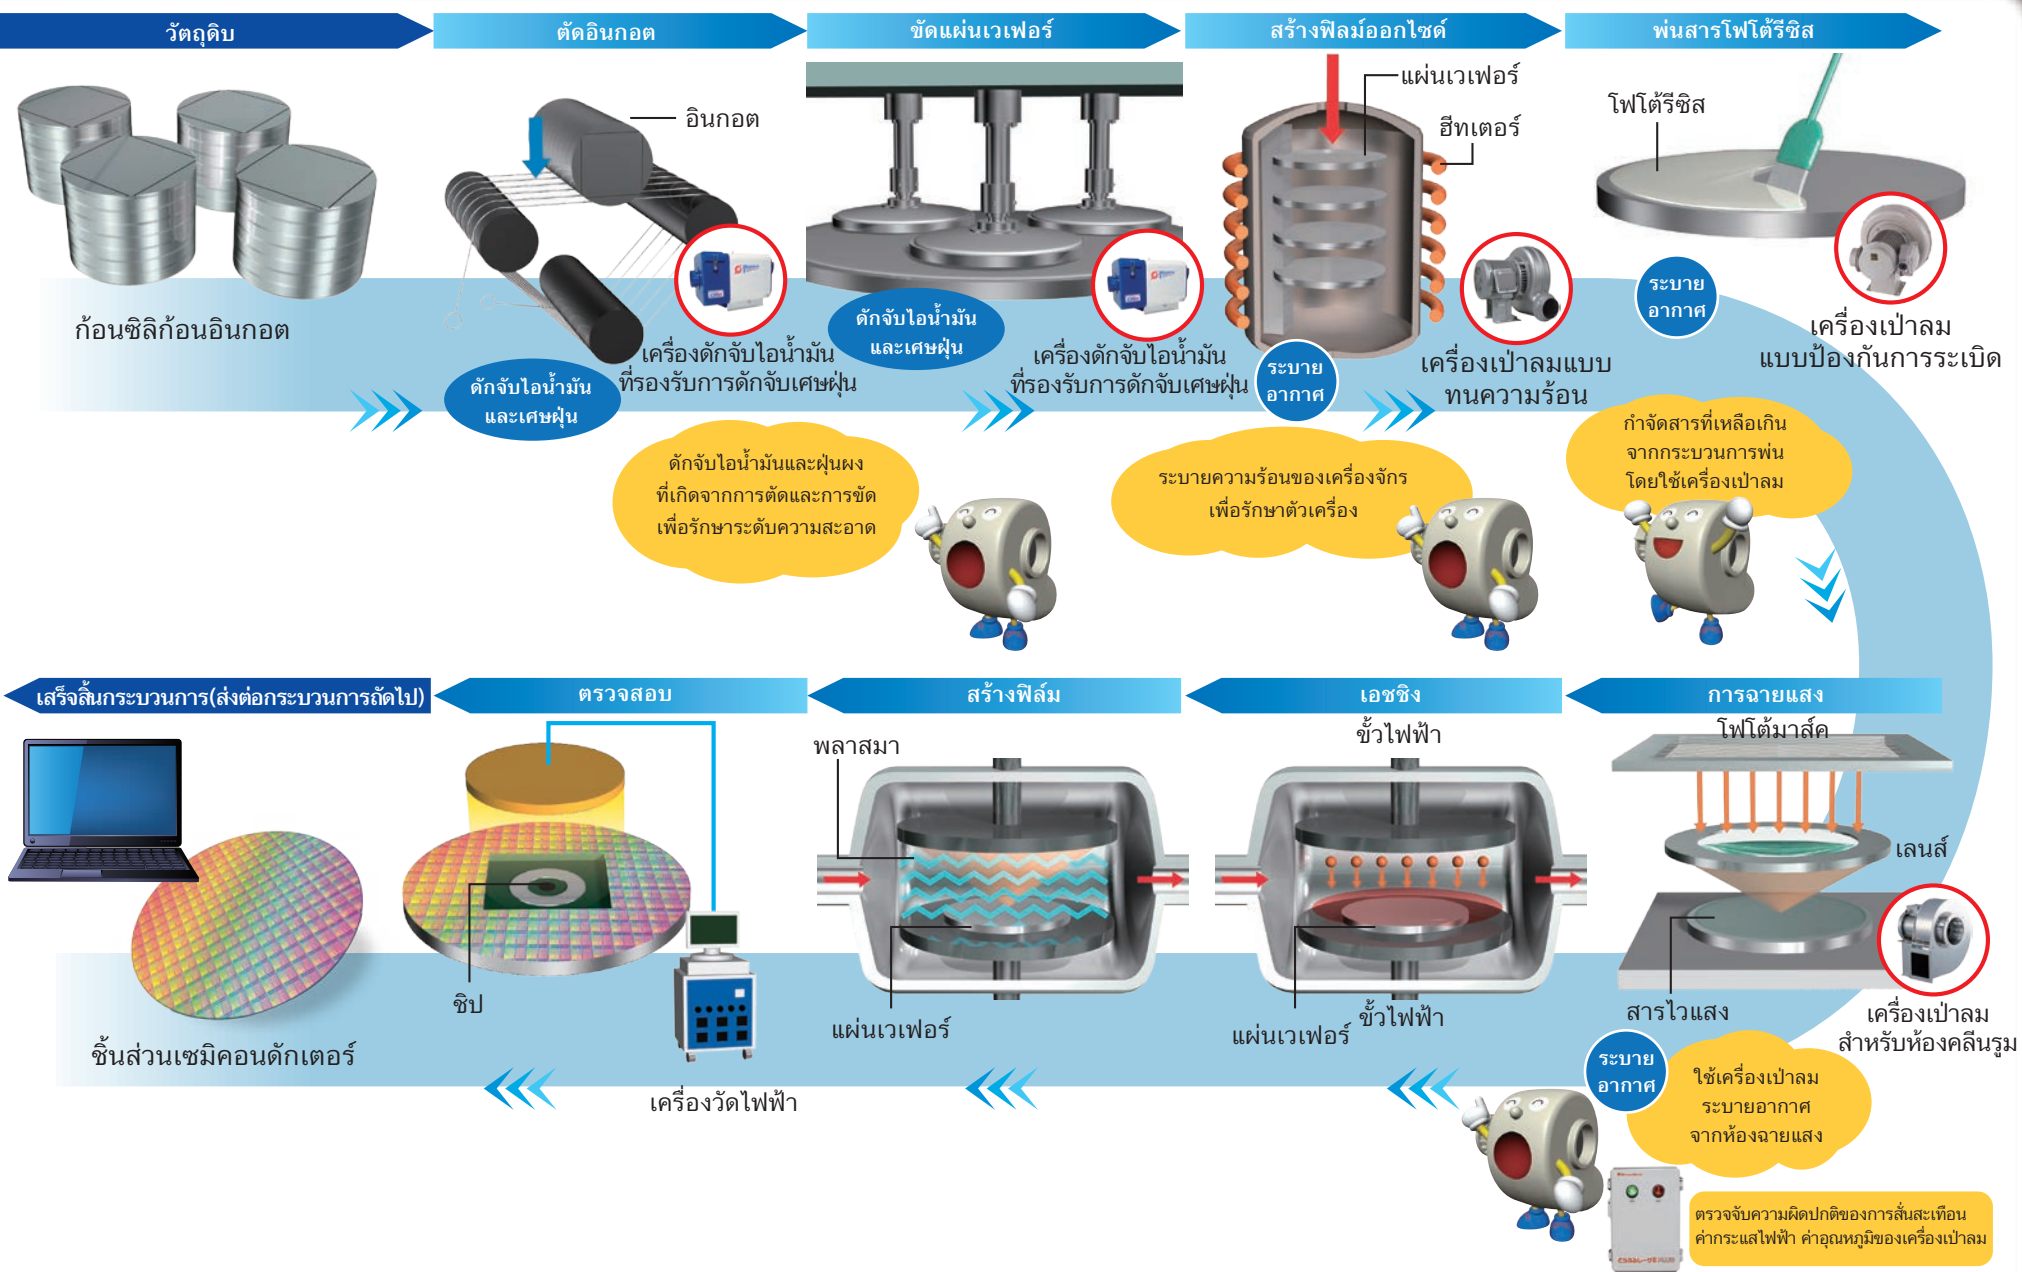 วัตถุดิบ
ตัดอินกอต
ขัดแผ่นเวเฟอร์
สร้างฟิลม์ออกไซด์
พ่นสารโฟโต้รีซิส
อินกอต
แผ่นเวเฟอร์
ฮีทเตอร์
โฟโต้รีซิส
ก้อนซิลิก้อนอินกอต
ดักจับไอน้ำมัน
และเศษฝุ่น
เครื่องดักจับไอน้ำมัน
ที่รองรับการดักจับเศษฝุ่น
ดักจับไอน้ำมัน
และเศษฝุ่น
เครื่องดักจับไอน้ำมัน
ที่รองรับการดักจับเศษฝุ่น
ระบาย
อากาศ
เครื่องเป่าลมแบบ
ทนความร้อน
ระบาย
อากาศ
เครื่องเป่าลม
แบบป้องกันการระเบิด
ดักจับไอน้ำมันและฝุ่นผง
ที่เกิดจากการตัดและการขัด
เพื่อรักษาระดับความสะอาด
ระบายความร้อนของเครื่องจักร
เพื่อรักษาตัวเครื่อง
กำจัดสารที่เหลือเกิน
จากกระบวนการพ่น
โดยใช้เครื่องเป่าลม
เสร็จสิ้นกระบวนการ(ส่งต่อกระบวนการถัดไป)
ตรวจสอบ
สร้างฟิล์ม
เอชชิง
การฉายแสง
พลาสมา
ขั้วไฟฟ้า
โฟโต้มาส์ค
เลนส์
ชิป
แผ่นเวเฟอร์
แผ่นเวเฟอร์
ขั้วไฟฟ้า
สารไวแสง
เครื่องเป่าลม
สำหรับห้องคลีนรูม
ชิ้นส่วนเซมิคอนดักเตอร์
เครื่องวัดไฟฟ้า
ระบาย
อากาศ
ใช้เครื่องเป่าลม
ระบายอากาศ
จากห้องฉายแสง
ตรวจจับความผิดปกติของการสั่นสะเทือน
ค่ากระแสไฟฟ้า ค่าอุณหภูมิของเครื่องเป่าลม